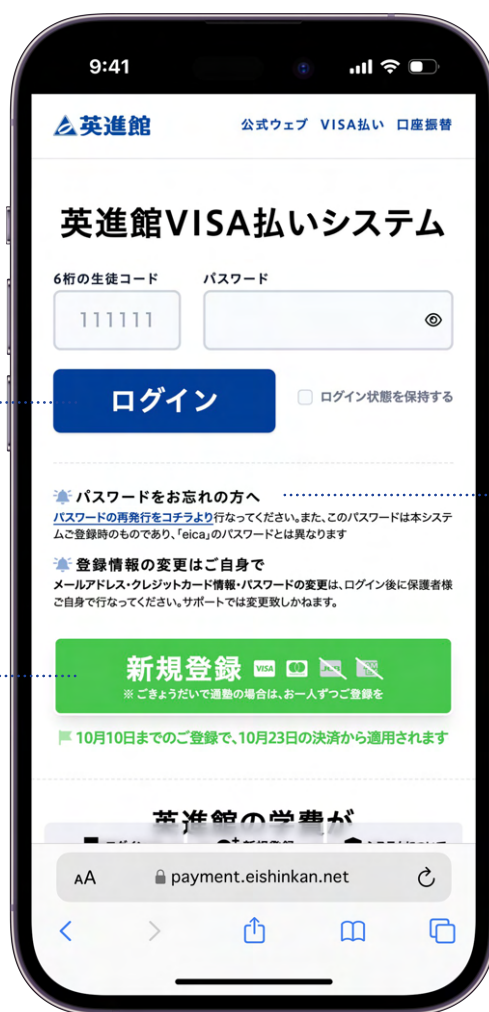 9:41
英進館
公式ウェブ VISA払い 口座振替
英進館VISA払いシステム
6桁の生徒コード パスワード
111111
ログイン
ログイン状態を保持する
パスワードをお忘れの方へ
パスワードの再発行をコチラより行なってください。また、このパスワードは本システ
ムご登録時のものであり、「eica」のパスワードとは異なります
登録情報の変更はご自身で
メールアドレス・クレジットカード情報・パスワードの変更は、ログイン後に保護者様
ご自身で行なってください。サポートでは変更致しかねます。
新規登録 VISA
※ ごきょうだいで通塾の場合は、お一人ずつご登録を
10月10日までのご登録で、10月23日の決済から適用されます
英進館の学費が
AA payment.eishinkan.net